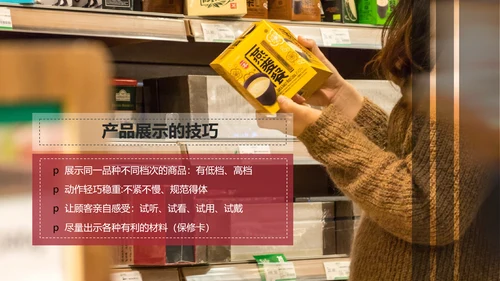 产品展示的技巧
p 展示同一品种不同档次的商品：有低档、高档
p 动作轻巧稳重:不紧不慢、规范得体
p 让顾客亲自感受：试听、试看、试用、试戴
p 尽量出示各种有利的材料（保修卡）